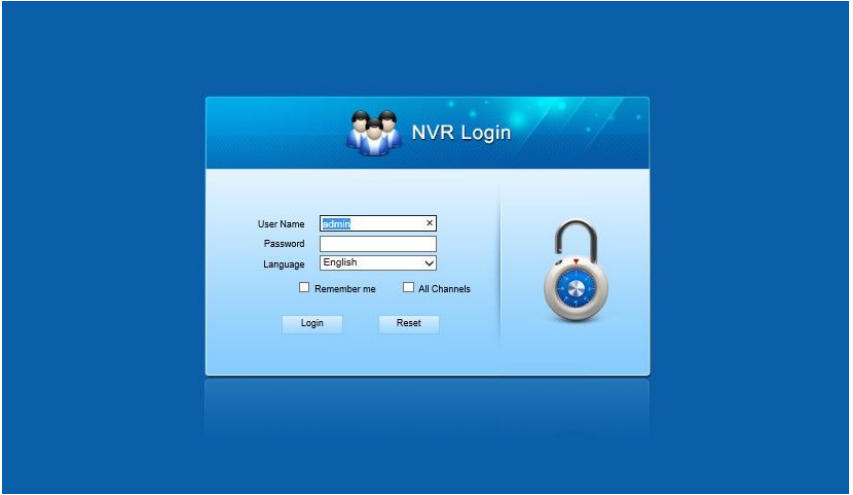 NVR Login
User Name admin ×
Password
Language English
Remember me All Channels
Login Reset